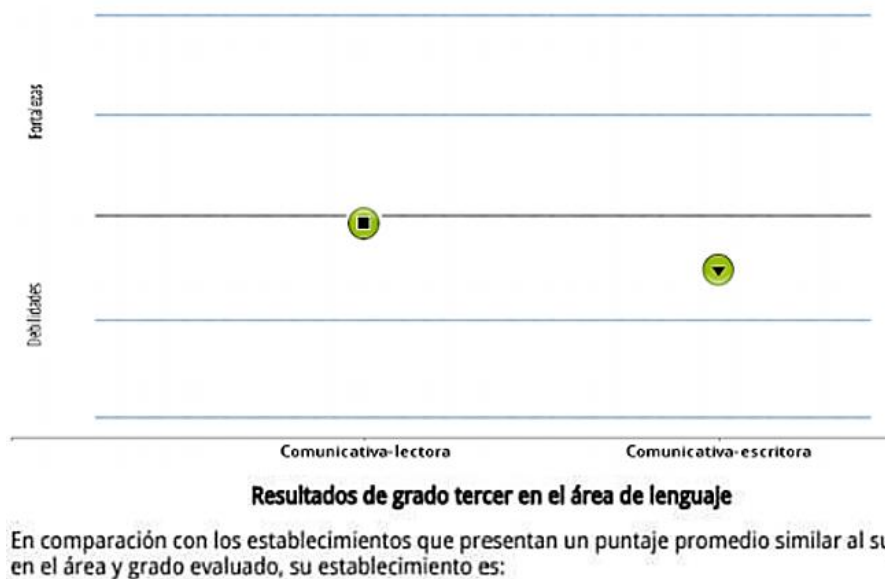 Fortalezas
Debilidades
Comunicativa-lectora
Comunicativa-escritora
Resultados de grado tercer en el área de lenguaje
En comparación con los establecimientos que presentan un puntaje promedio similar al su
en el área y grado evaluado, su establecimiento es: